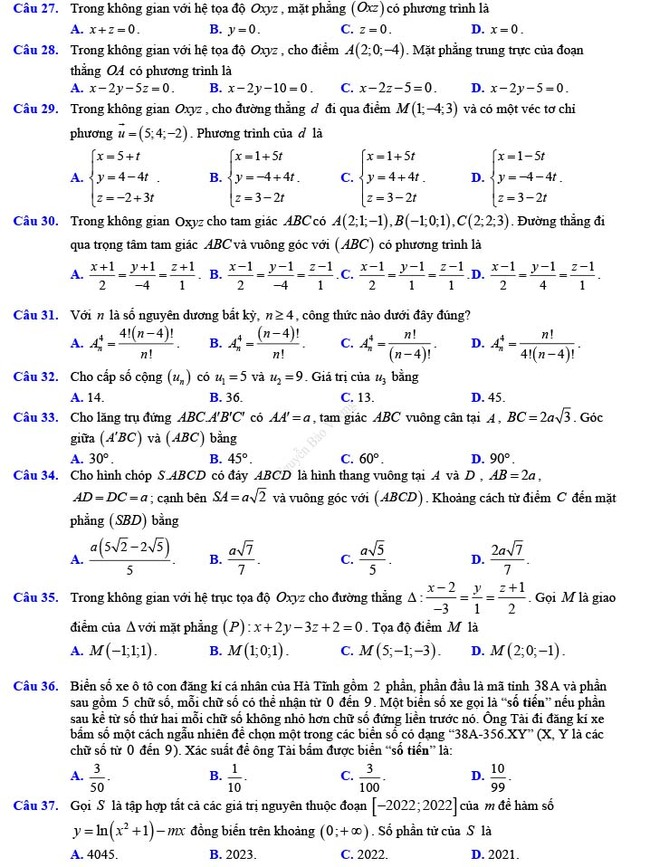 Câu 27. Trong không gian với hệ tọa độ Oxyz, mặt phẳng (Oxz) có phương trình là
A. x+z=0. B. y=0. C. z=0. D. x=0.
Câu 28. Trong không gian với hệ tọa độ Oxyz, cho điểm A(2;0;−4). Mặt phẳng trung trực của đoạn
thẳng OA có phương trình là
A. x−2y−5z=0. B. x−2y−10=0. C. x−2z−5=0. D. x−2y−5=0.
Câu 29. Trong không gian Oxyz, cho đường thẳng d đi qua điểm M(1;−4;3) và có một véc tơ chỉ
phương u⃗=(5;4;−2). Phương trình của d là
A. {x=5+t y=4−4t z=−2+3t. B. {x=1+5t y=−4+4t z=3−2t. C. {x=1+5t y=4+4t z=3−2t. D. {x=1−5t y=−4−4t z=3−2t.
Câu 30. Trong không gian Oxyz cho tam giác ABC có A(2;1;−1),B(−1;0;1),C(2;2;3). Đường thẳng đi
qua trọng tâm tam giác ABC và vuông góc với (ABC) có phương trình là
A. (x+1)/2=(y+1)/−4=(z+1)/1. B. (x−1)/2=(y−1)/−4=(z−1)/1. C. (x−1)/2=(y−1)/1=(z−1)/1. D. (x−1)/2=(y−1)/4=(z−1)/1.
Câu 31. Với n là số nguyên dương bất kỳ, n≥4, công thức nào dưới đây đúng?
A. Aₙ⁴=4!(n−4)!/n!. B. Aₙ⁴=(n−4)!/n!. C. Aₙ⁴=n!/(n−4)!. D. Aₙ⁴=n!/4!(n−4)!.
Câu 32. Cho cấp số cộng (uₙ) có u₁=5 và u₂=9. Giá trị của u₃ bằng
A. 14. B. 36. C. 13. D. 45.
Câu 33. Cho lăng trụ đứng ABC.A'B'C' có AA'=a, tam giác ABC vuông cân tại A, BC=2a√3. Góc
giữa (A'BC) và (ABC) bằng
A. 30°. B. 45°. C. 60°. D. 90°.
Câu 34. Cho hình chóp S.ABCD có đáy ABCD là hình thang vuông tại A và D, AB=2a,
AD=DC=a; cạnh bên SA=a√2 và vuông góc với (ABCD). Khoảng cách từ điểm C đến mặt
phẳng (SBD) bằng
A. a(5√2−2√5)/5. B. a√7/7. C. a√5/5. D. 2a√7/7.
Câu 35. Trong không gian với hệ trục tọa độ Oxyz cho đường thẳng Δ: (x−2)/−3=y/1=(z+1)/2. Gọi M là giao
điểm của Δ với mặt phẳng (P):x+2y−3z+2=0. Tọa độ điểm M là
A. M(−1;1;1). B. M(1;0;1). C. M(5;−1;−3). D. M(2;0;−1).
Câu 36. Biển số xe ô tô con đăng kí cá nhân của Hà Tĩnh gồm 2 phần, phần đầu là mã tỉnh 38A và phần
sau gồm 5 chữ số, mỗi chữ số có thể nhận từ 0 đến 9. Một biển số xe gọi là “số tiến” nếu phần
sau kể từ số thứ hai mỗi chữ số không nhỏ hơn chữ số đứng liền trước nó. Ông Tài đi đăng kí xe
bấm số một cách ngẫu nhiên để chọn một trong các biển số có dạng “38A-356.XY” (X, Y là các
chữ số từ 0 đến 9). Xác suất để ông Tài bấm được biển “số tiến” là:
A. 3/50. B. 1/10. C. 3/100. D. 10/99.
Câu 37. Gọi S là tập hợp tất cả các giá trị nguyên thuộc đoạn [−2022;2022] của m để hàm số
y=ln(x²+1)−mx đồng biến trên khoảng (0;+∞). Số phần tử của S là
A. 4045. B. 2023. C. 2022. D. 2021.